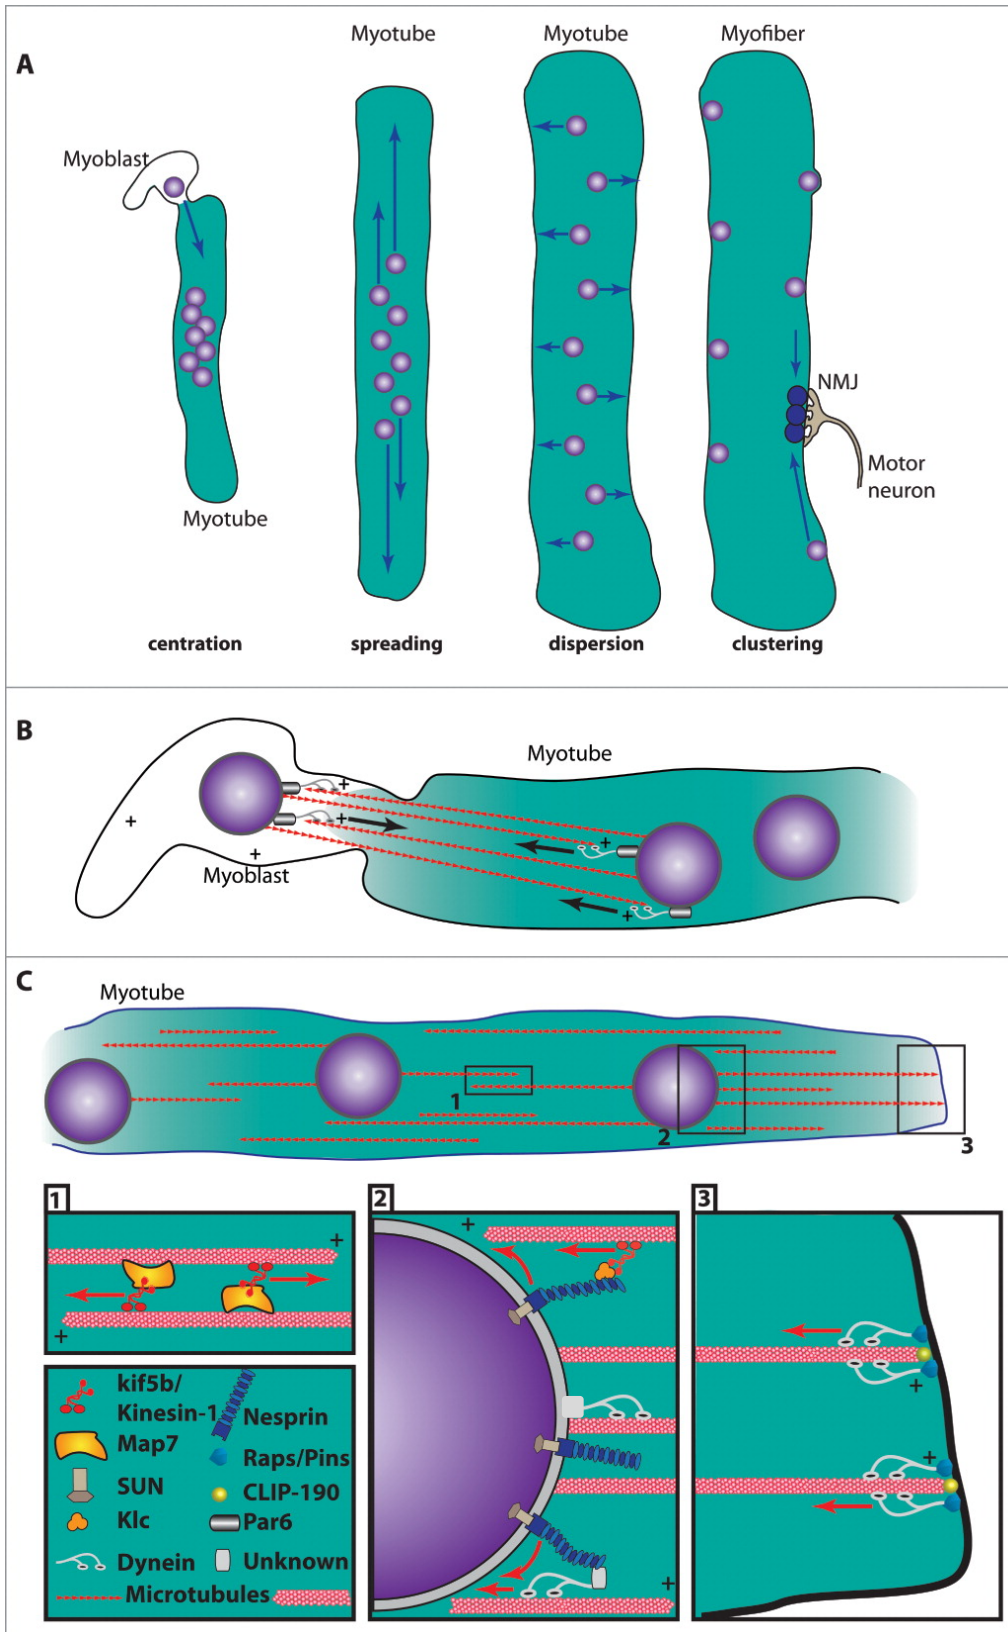 A
Myotube
Myotube
Myofiber
Myoblast
NMJ
Motor
neuron
Myotube
centration
spreading
dispersion
clustering
B
Myotube
+
+
+
+
+
+
Myoblast
C
Myotube
1
2
3
1
+
+
2
+
+
3
+
+
kif5b/
Kinesin-1
Nesprin
Map7
Raps/Pins
SUN
CLIP-190
Klc
Par6
Dynein
Unknown
Microtubules